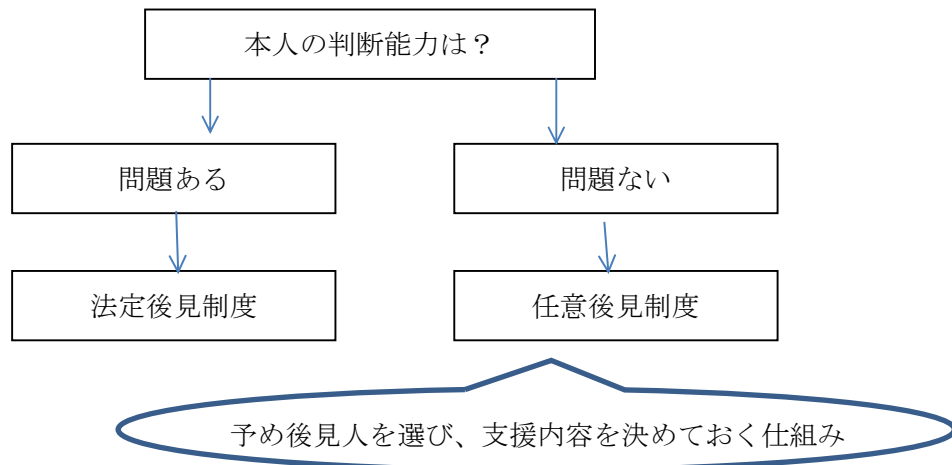 本人の判断能力は？
問題ある
問題ない
法定後見制度
任意後見制度
予め後見人を選び、支援内容を決めておく仕組み